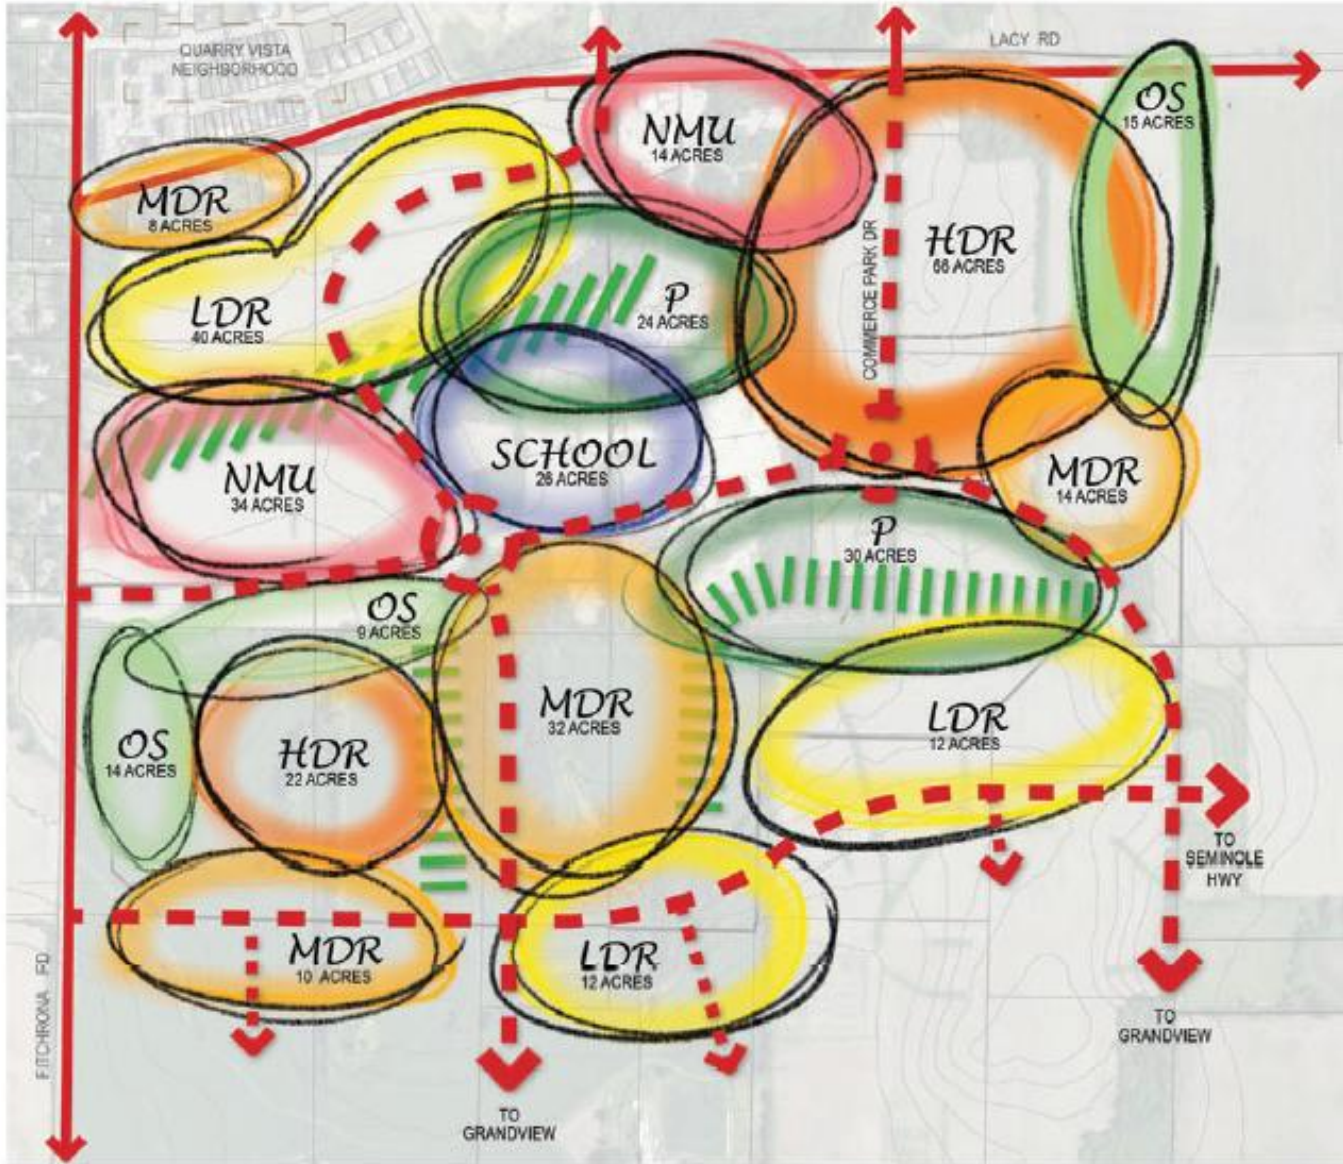 QUARRY VISTA
NEIGHBORHOOD
LACY RD
OS
15 ACRES
NMU
14 ACRES
MDR
8 ACRES
HDR
66 ACRES
COMMERCE PARK DR
P
24 ACRES
LDR
40 ACRES
SCHOOL
26 ACRES
NMU
34 ACRES
MDR
14 ACRES
P
30 ACRES
OS
9 ACRES
MDR
32 ACRES
LDR
12 ACRES
OS
14 ACRES
HDR
22 ACRES
TO
SEMINOLE
HWY
MDR
10 ACRES
LDR
12 ACRES
FITCHRONA RD
TO
GRANDVIEW
TO
GRANDVIEW